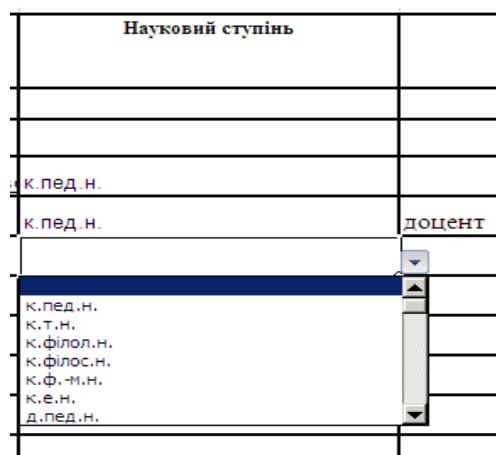 Науковий ступінь
к.пед.н.
к.пед.н.
доцент
к.пед.н.
к.т.н.
к.філол.н.
к.філос.н.
к.ф.-м.н.
к.е.н.
д.пед.н.